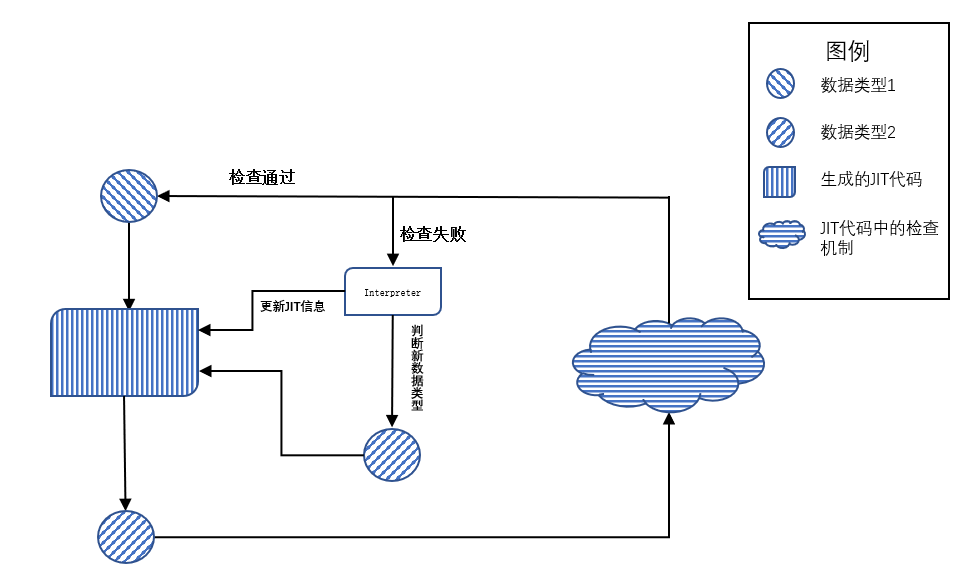 图例
数据类型1
数据类型2
生成的JIT代码
JIT代码中的检查
机制
检查通过
检查失败
Interpreter
更新JIT信息
判断新数据类型